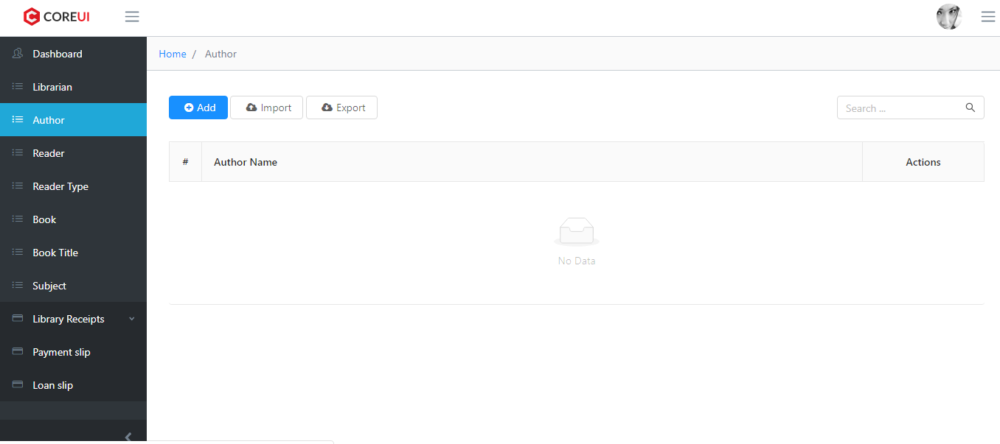 COREUI
Dashboard
Librarian
Author
Reader
Reader Type
Book
Book Title
Subject
Library Receipts
Payment slip
Loan slip
Home / Author
Add Import Export Search ...
# Author Name Actions
No Data